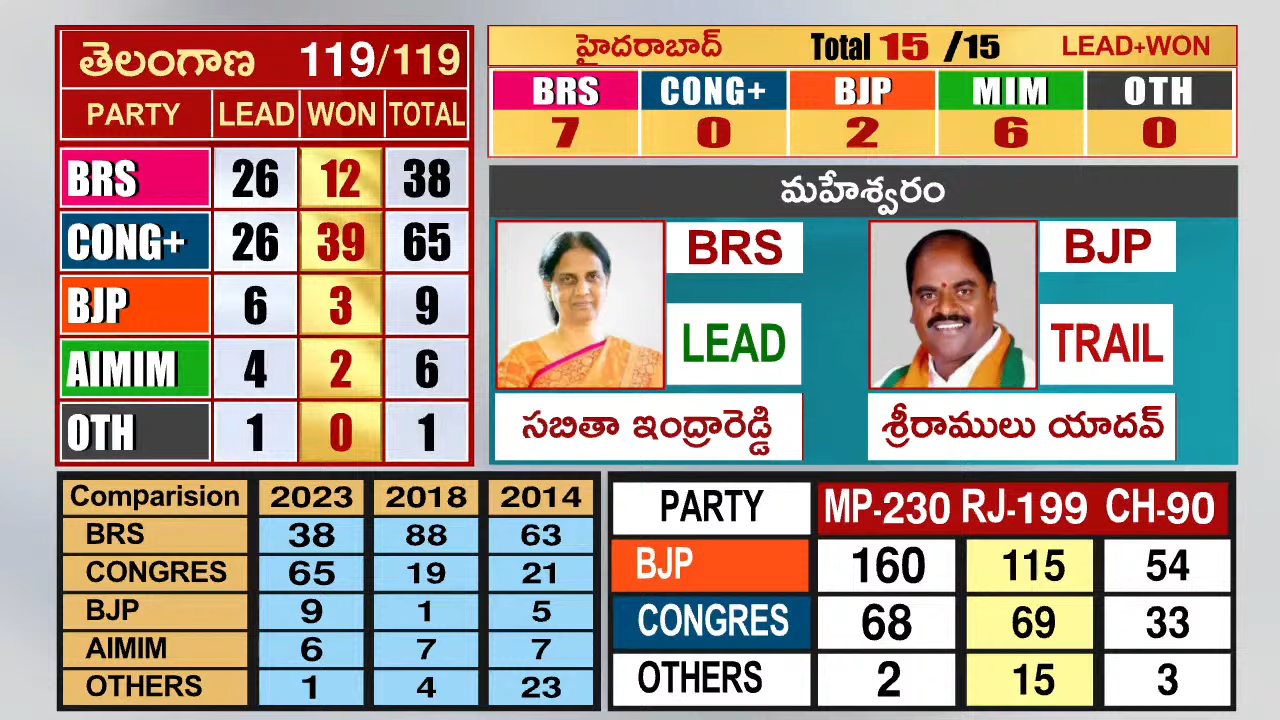 తెలంగాణ 119/119
PARTY LEAD WON TOTAL
BRS 26 12 38
CONG+ 26 39 65
BJP 6 3 9
AIMIM 4 2 6
OTH 1 0 1
హైదరాబాద్ Total 15 /15 LEAD+WON
BRS CONG+ BJP MIM OTH
7 0 2 6 0
మహేశ్వరం
BRS BJP
LEAD TRAIL
సబితా ఇంద్రారెడ్డి శ్రీరాములు యాదవ్
Comparision 2023 2018 2014
BRS 38 88 63
CONGRES 65 19 21
BJP 9 1 5
AIMIM 6 7 7
OTHERS 1 4 23
PARTY MP-230 RJ-199 CH-90
BJP 160 115 54
CONGRES 68 69 33
OTHERS 2 15 3